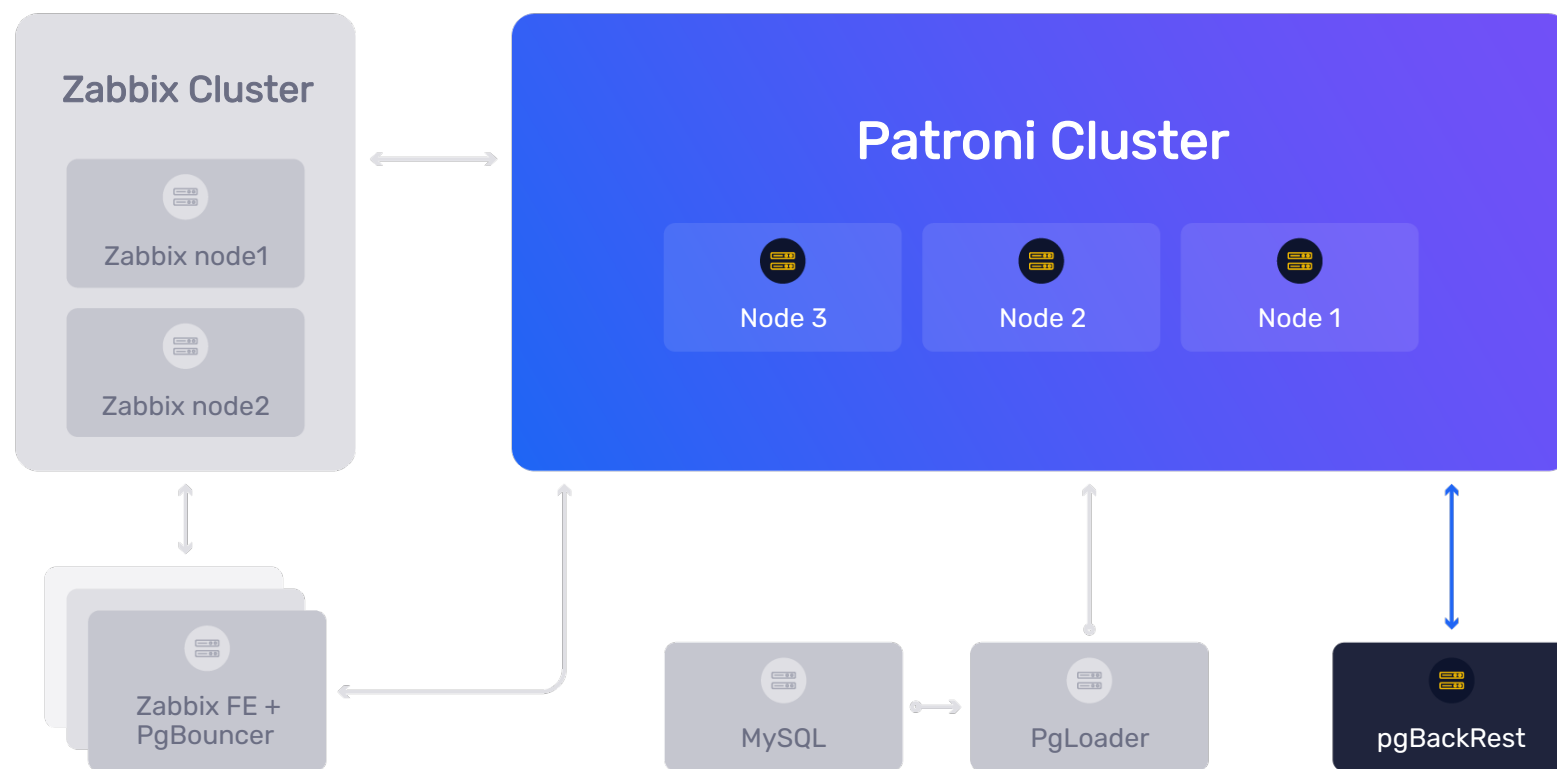 Zabbix Cluster
Zabbix node1
Zabbix node2
Patroni Cluster
Node 3
Node 2
Node 1
Zabbix FE +
PgBouncer
MySQL
PgLoader
pgBackRest